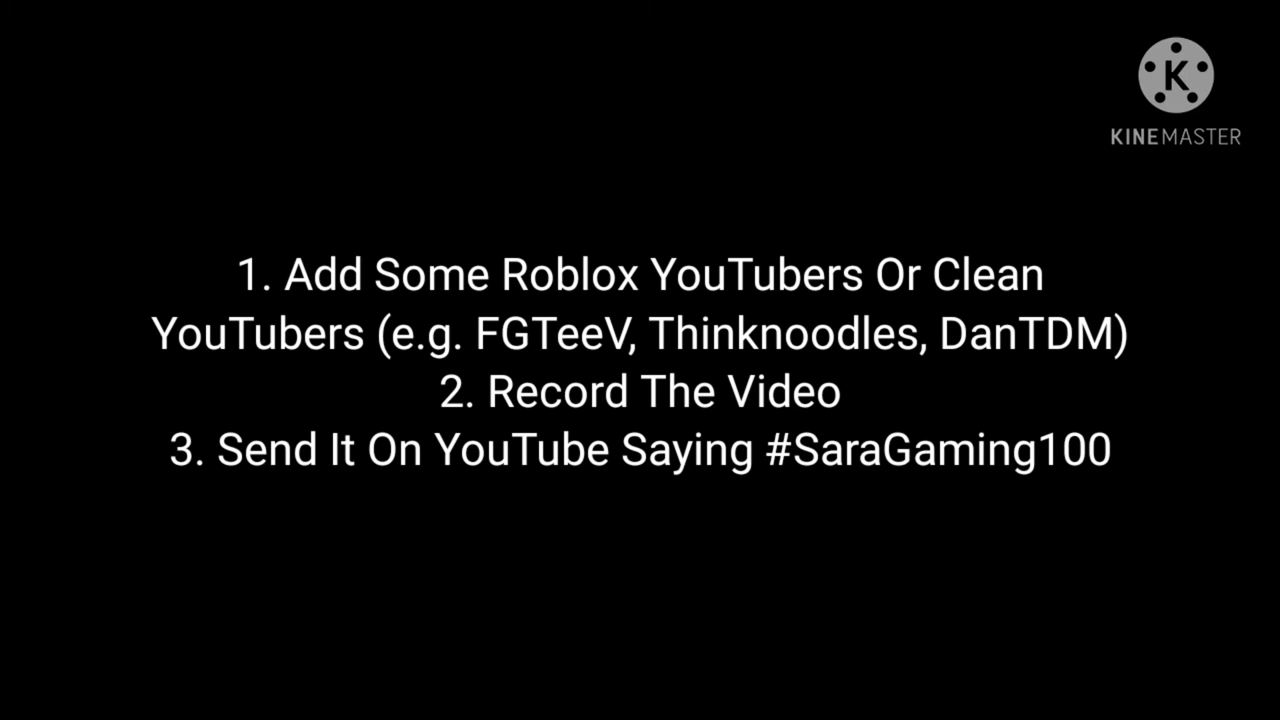 K
KINEMASTER
1. Add Some Roblox YouTubers Or Clean
YouTubers (e.g. FGTeeV, Thinknoodles, DanTDM)
2. Record The Video
3. Send It On YouTube Saying #SaraGaming100